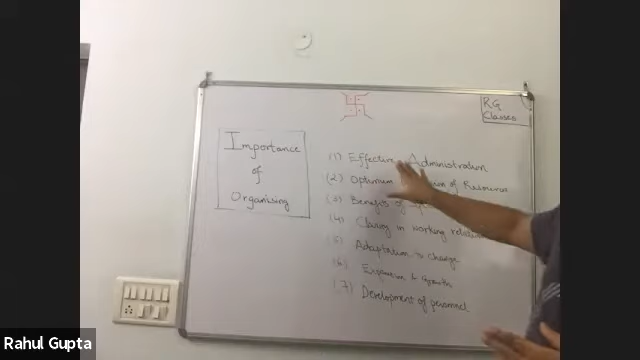 RG
Classes
Importance
of
Organising
(1) Effective Administration
(2) Optimum of Resources
(3) Benefits of
(4) Clarity in working
(5) Adaptation to change
(6) Expansion & Growth
(7) Development of personnel
Rahul Gupta